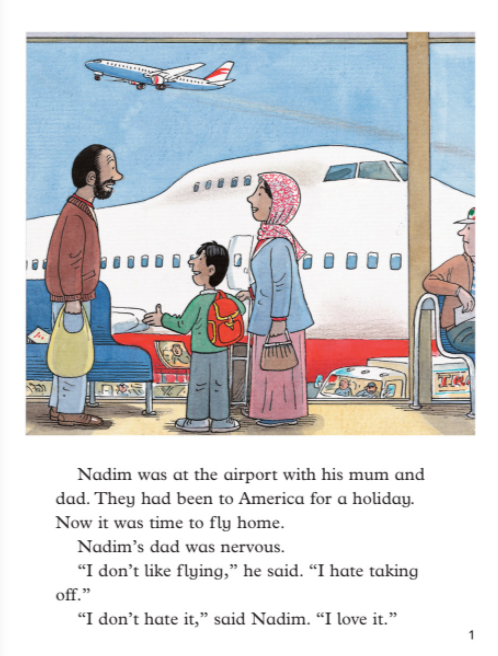 Nadim was at the airport with his mum and
dad. They had been to America for a holiday.
Now it was time to fly home.
Nadim’s dad was nervous.
“I don’t like flying,” he said. “I hate taking
off.”
“I don’t hate it,” said Nadim. “I love it.”
1